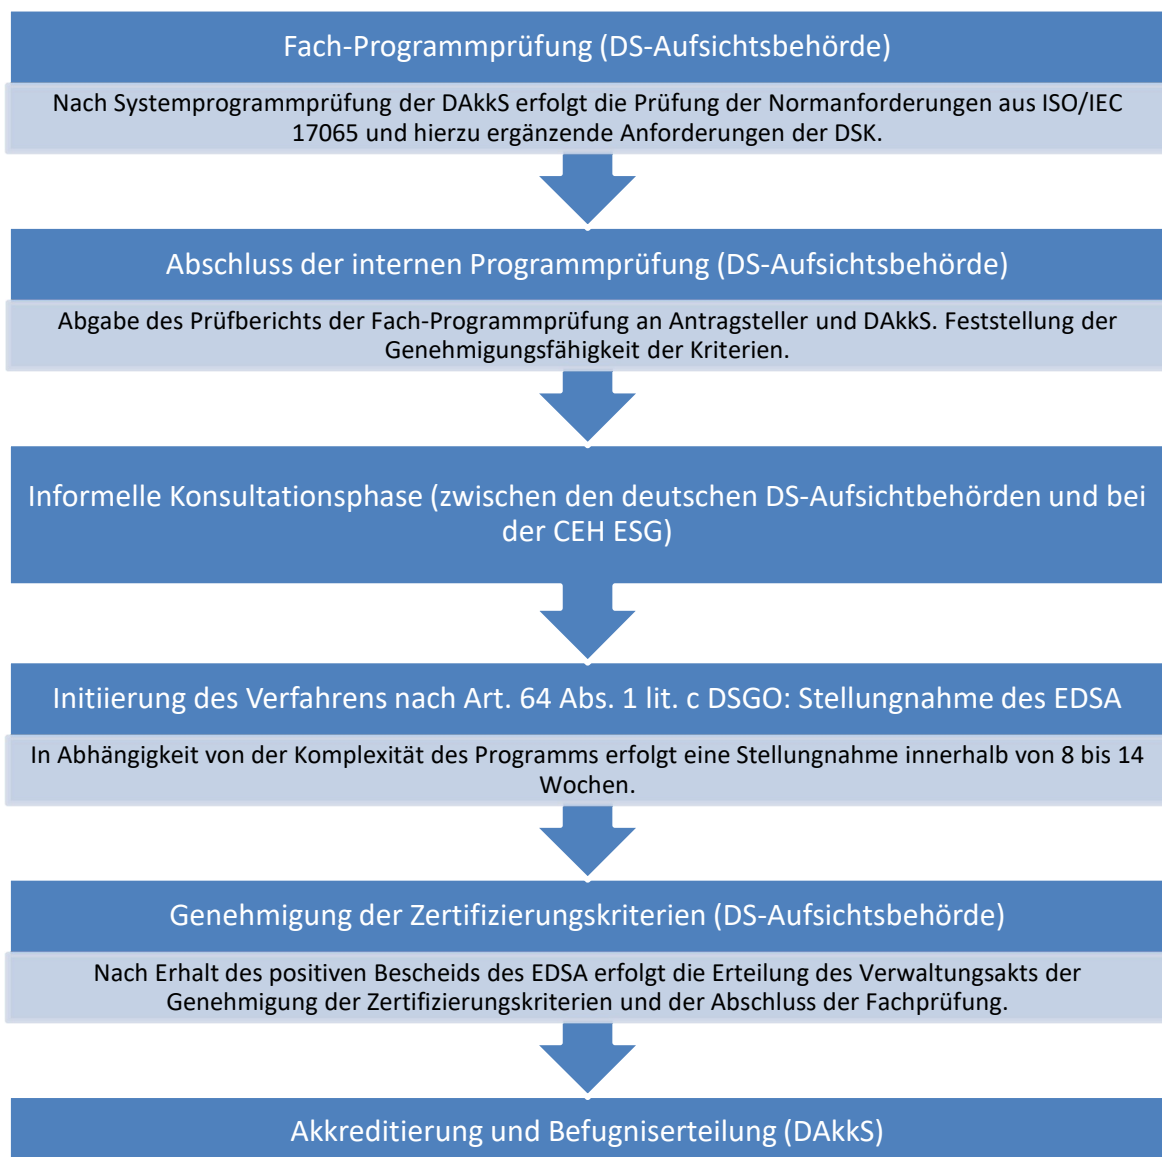 Fach-Programmprüfung (DS-Aufsichtsbehörde)
Nach Systemprogrammprüfung der DAkkS erfolgt die Prüfung der Normanforderungen aus ISO/IEC
17065 und hierzu ergänzende Anforderungen der DSK.
Abschluss der internen Programmprüfung (DS-Aufsichtsbehörde)
Abgabe des Prüfberichts der Fach-Programmprüfung an Antragsteller und DAkkS. Feststellung der
Genehmigungsfähigkeit der Kriterien.
Informelle Konsultationsphase (zwischen den deutschen DS-Aufsichtbehörden und bei
der CEH ESG)
Initiierung des Verfahrens nach Art. 64 Abs. 1 lit. c DSGO: Stellungnahme des EDSA
In Abhängigkeit von der Komplexität des Programms erfolgt eine Stellungnahme innerhalb von 8 bis 14
Wochen.
Genehmigung der Zertifizierungskriterien (DS-Aufsichtsbehörde)
Nach Erhalt des positiven Bescheids des EDSA erfolgt die Erteilung des Verwaltungsakts der
Genehmigung der Zertifizierungskriterien und der Abschluss der Fachprüfung.
Akkreditierung und Befugniserteilung (DAkkS)